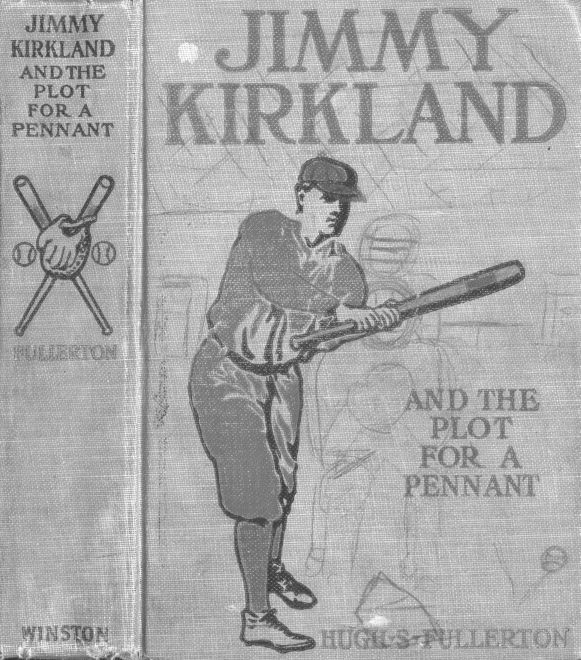 JIMMY
KIRKLAND
AND THE
PLOT
FOR A
PENNANT
FULLERTON
WINSTON
JIMMY
KIRKLAND
AND THE
PLOT
FOR A
PENNANT
HUGH-S-FULLERTON